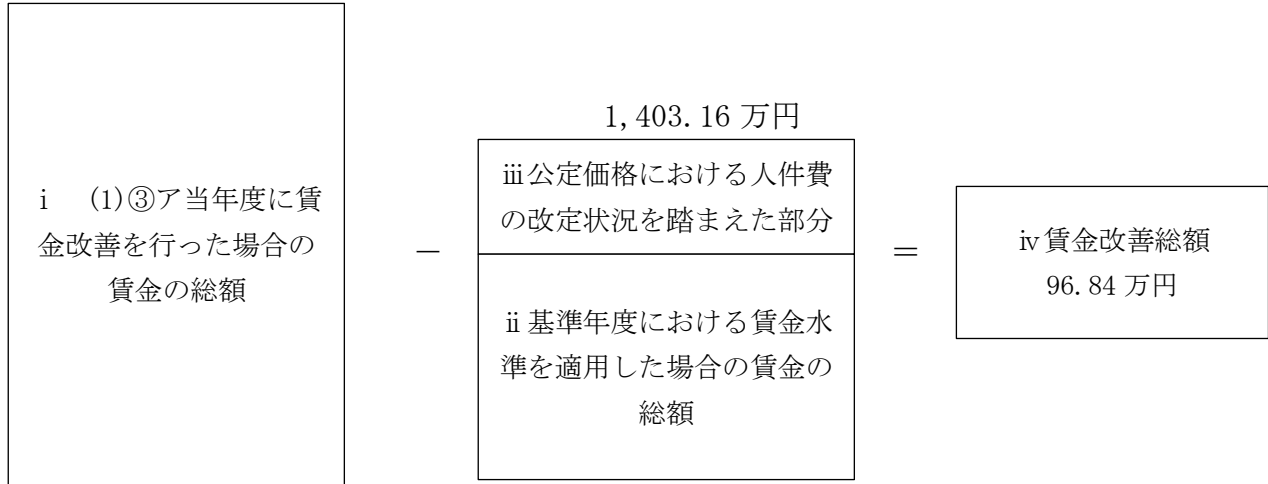 ⅰ　(1)③ア当年度に賃
金改善を行った場合の
賃金の総額
－
1,403.16 万円
ⅲ公定価格における人件費
の改定状況を踏まえた部分
ⅱ基準年度における賃金水
準を適用した場合の賃金の
総額
＝
ⅳ賃金改善総額
96.84 万円